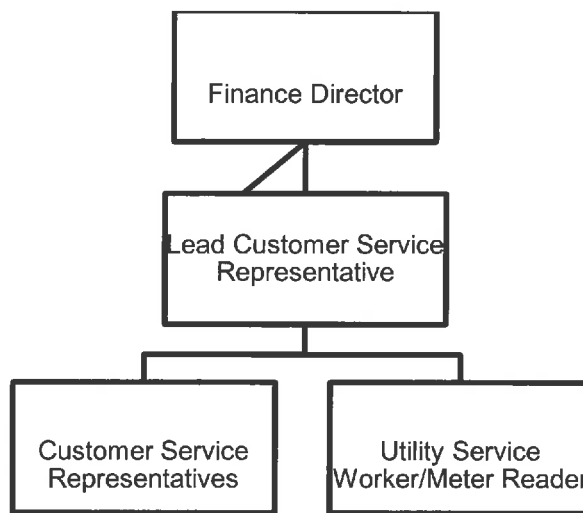 Finance Director
Lead Customer Service
Representative
Customer Service
Representatives
Utility Service
Worker/Meter Reader